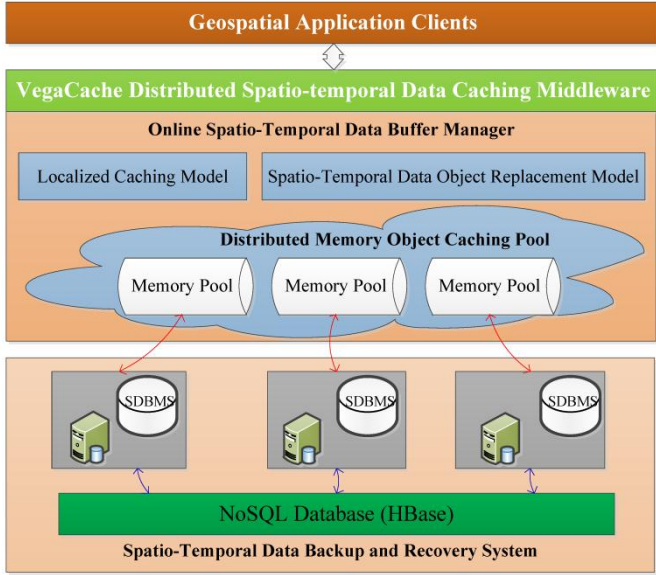 Geospatial Application Clients
VegaCache Distributed Spatio-temporal Data Caching Middleware
Online Spatio-Temporal Data Buffer Manager
Localized Caching Model
Spatio-Temporal Data Object Replacement Model
Distributed Memory Object Caching Pool
Memory Pool
Memory Pool
Memory Pool
SDBMS
SDBMS
SDBMS
NoSQL Database (HBase)
Spatio-Temporal Data Backup and Recovery System